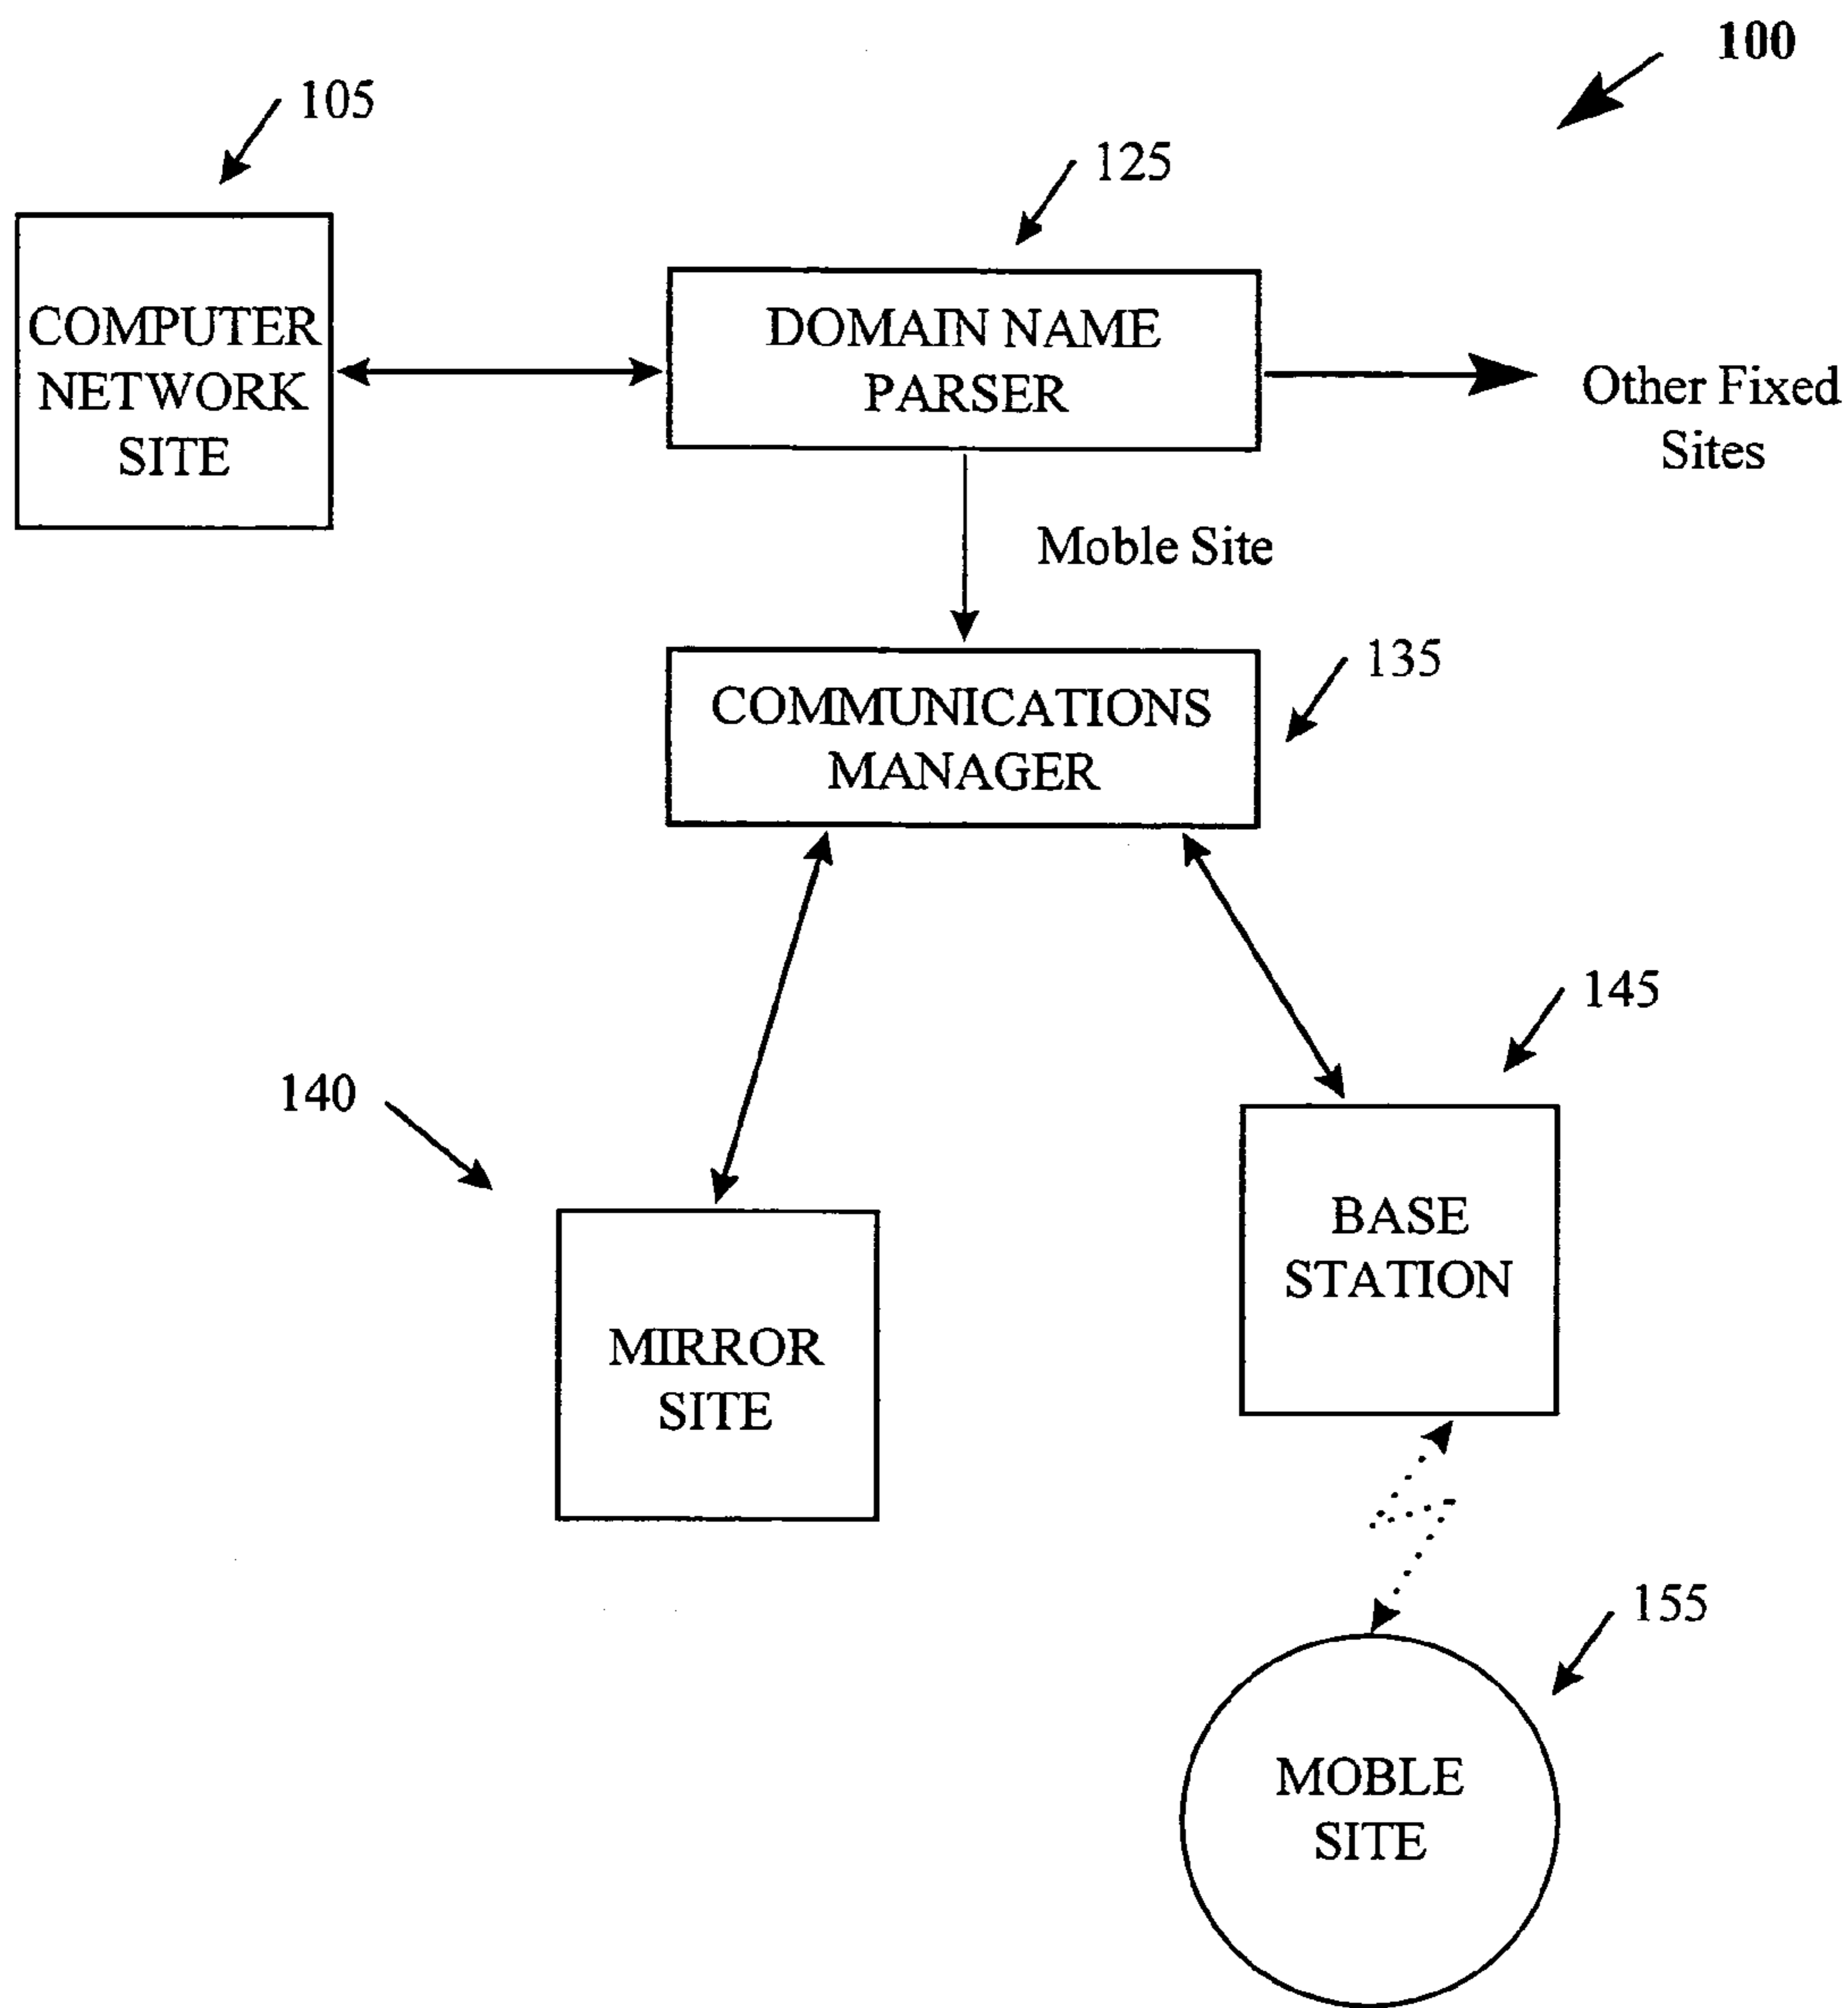 100
105
125
COMPUTER
NETWORK
SITE
DOMAIN NAME
PARSER
Other Fixed
Sites
Moble Site
135
COMMUNICATIONS
MANAGER
145
140
BASE
STATION
MIRROR
SITE
155
MOBLE
SITE